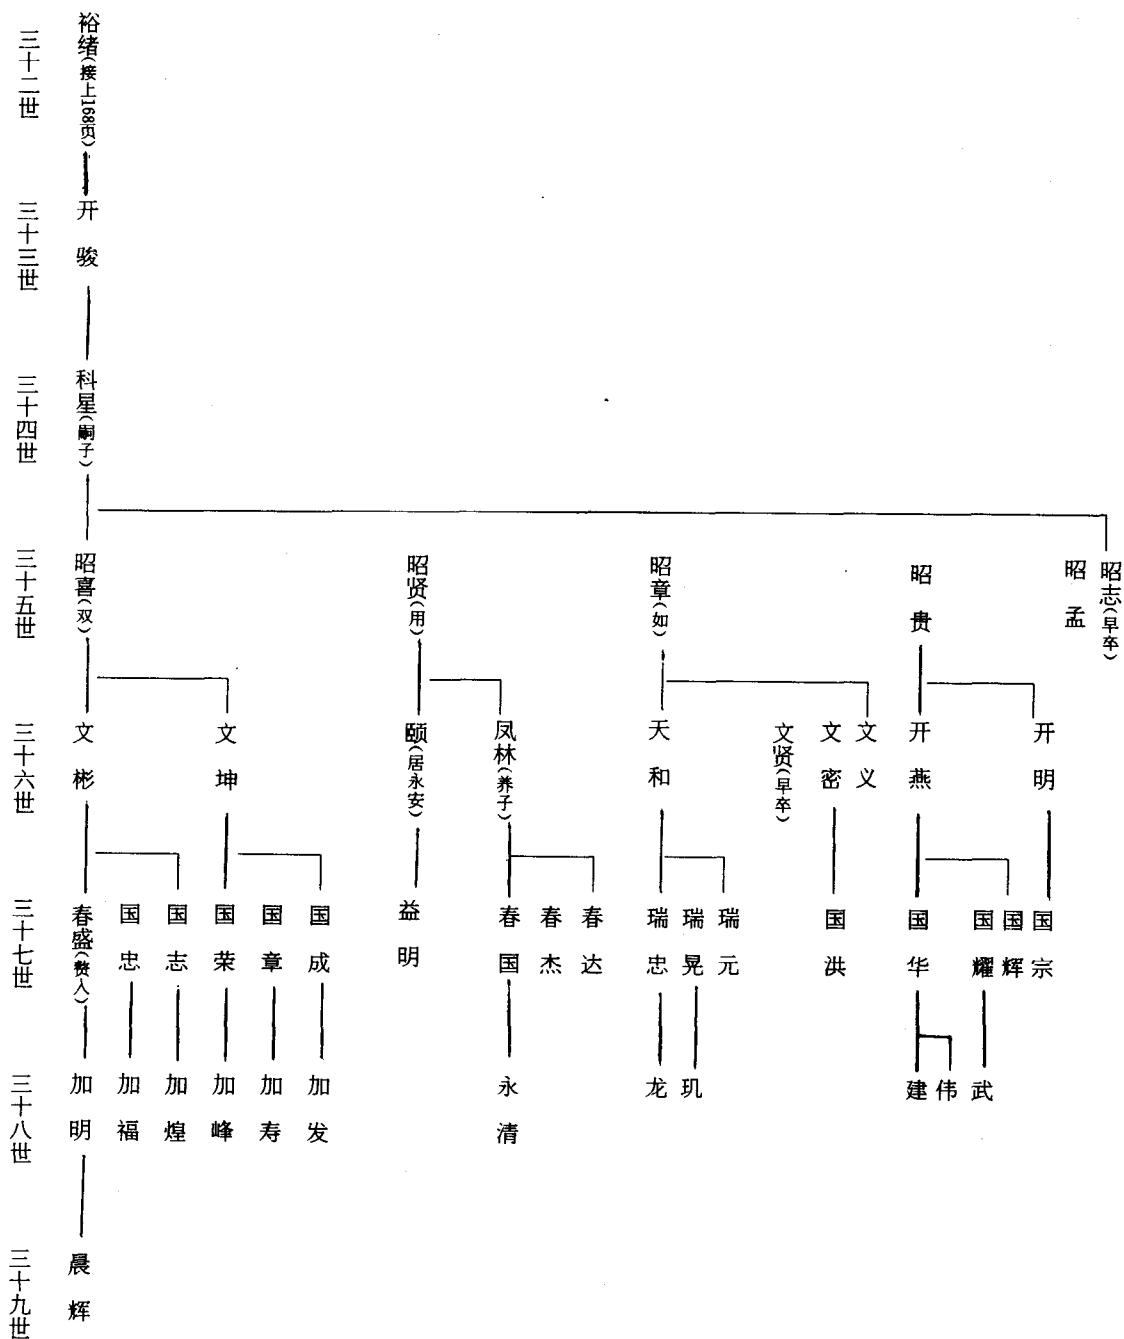 三十二世
裕绪(接上168页)
三十三世
开骏
三十四世
科星(嗣子)
三十五世
昭喜(双)
昭贤(用)
昭章(如)
昭贵
昭孟
昭志(早卒)
三十六世
文彬
文坤
颐(居永安)
凤林(养子)
天和
文贤(早卒)
文密
文义
开燕
开明
三十七世
春盛(赘入)
国忠
国志
国荣
国章
国成
益明
春国
春杰
春达
瑞忠
瑞晃
瑞元
国洪
国华
国耀
国辉
国宗
三十八世
加明
加福
加煌
加峰
加寿
加发
永清
龙
玑
建
伟
武
三十九世
晨辉